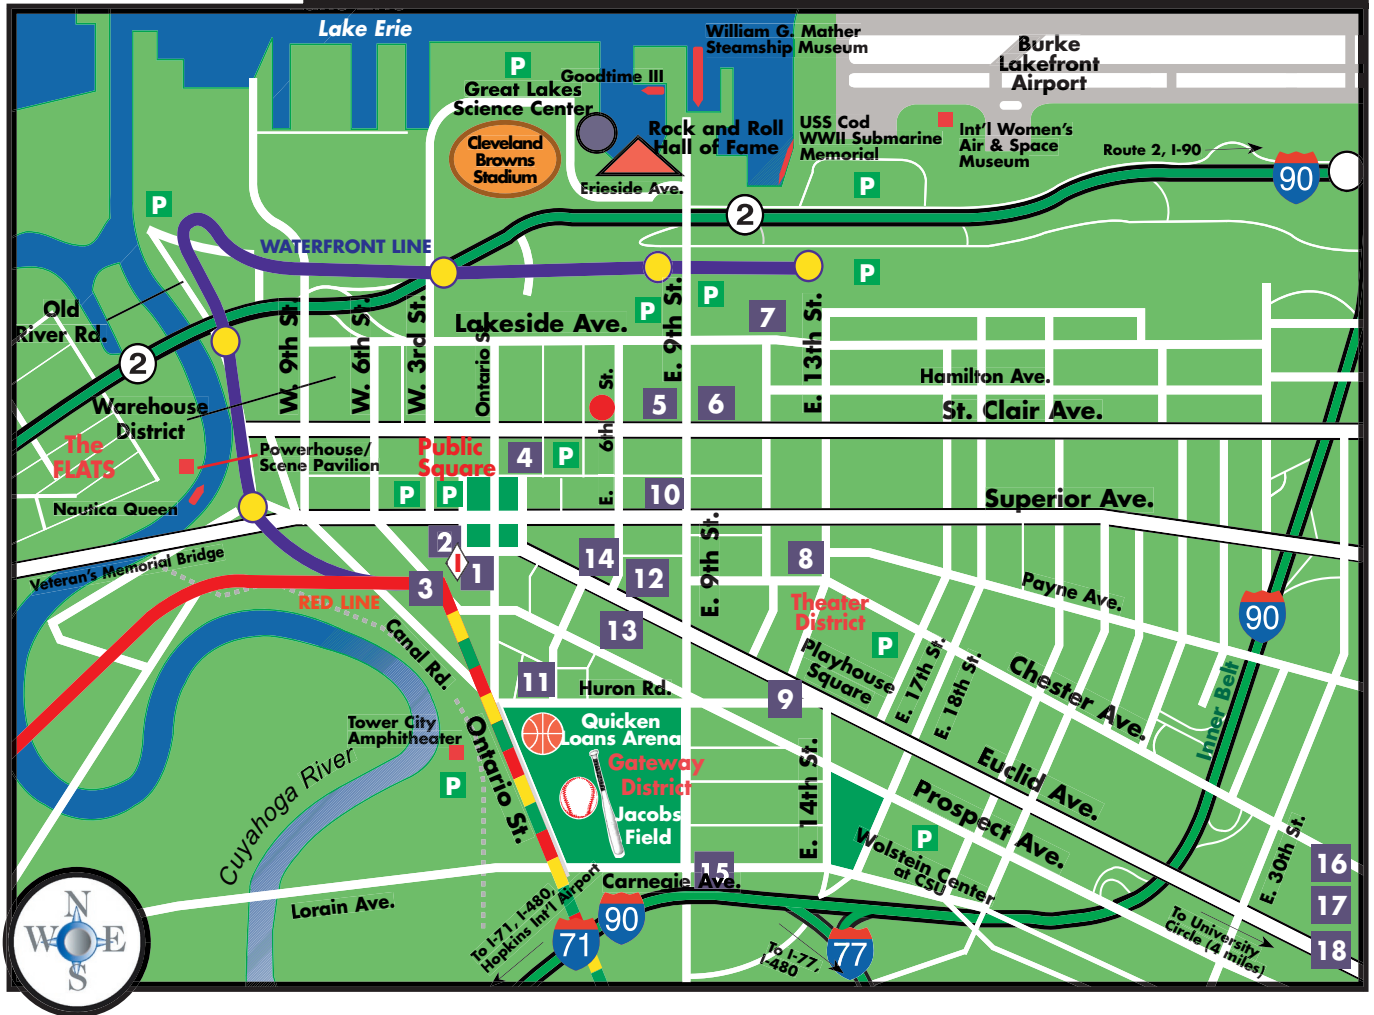 Lake Erie
William G. Mather
Steamship Museum
Burke
Lakefront
Airport
P
Goodtime III
Great Lakes
Science Center
Cleveland
Browns
Stadium
Rock and Roll
Hall of Fame
Erieside Ave.
USS Cod
WWII Submarine
Memorial
Int'l Women's
Air & Space
Museum
Route 2, I-90
90
P
P
2
WATERFRONT LINE
P
Old
River Rd.
P
P
7
Lakeside Ave.
2
W. 9th St.
W. 6th St.
W. 3rd St.
Ontario St.
E. 6th St.
E. 9th St.
E. 13th St.
Hamilton Ave.
St. Clair Ave.
5
6
Warehouse
District
The
FLATS
Powerhouse/
Scene Pavilion
Public
Square
4
P
P
P
10
Nautica Queen
Superior Ave.
Veteran's Memorial Bridge
2
1
3
14
12
8
E. 9th St.
RED LINE
Canal Rd.
13
Theater
District
P
Payne Ave.
90
Playhouse
Square
E. 17th St.
E. 18th St.
Chester Ave.
Inner Belt
11
Huron Rd.
9
Tower City
Amphitheater
P
Ontario St.
Quicken
Loans Arena
Gateway
District
Jacobs
Field
E. 14th St.
Euclid Ave.
Prospect Ave.
P
Wolstein Center
at CSU
Cuyahoga River
E. 30th St.
15
Carnegie Ave.
16
17
18
Lorain Ave.
To I-71, I-480,
Hopkins Int'l Airport
90
71
77
To I-77,
I-480
To University
Circle (4 miles)
N
W E
S